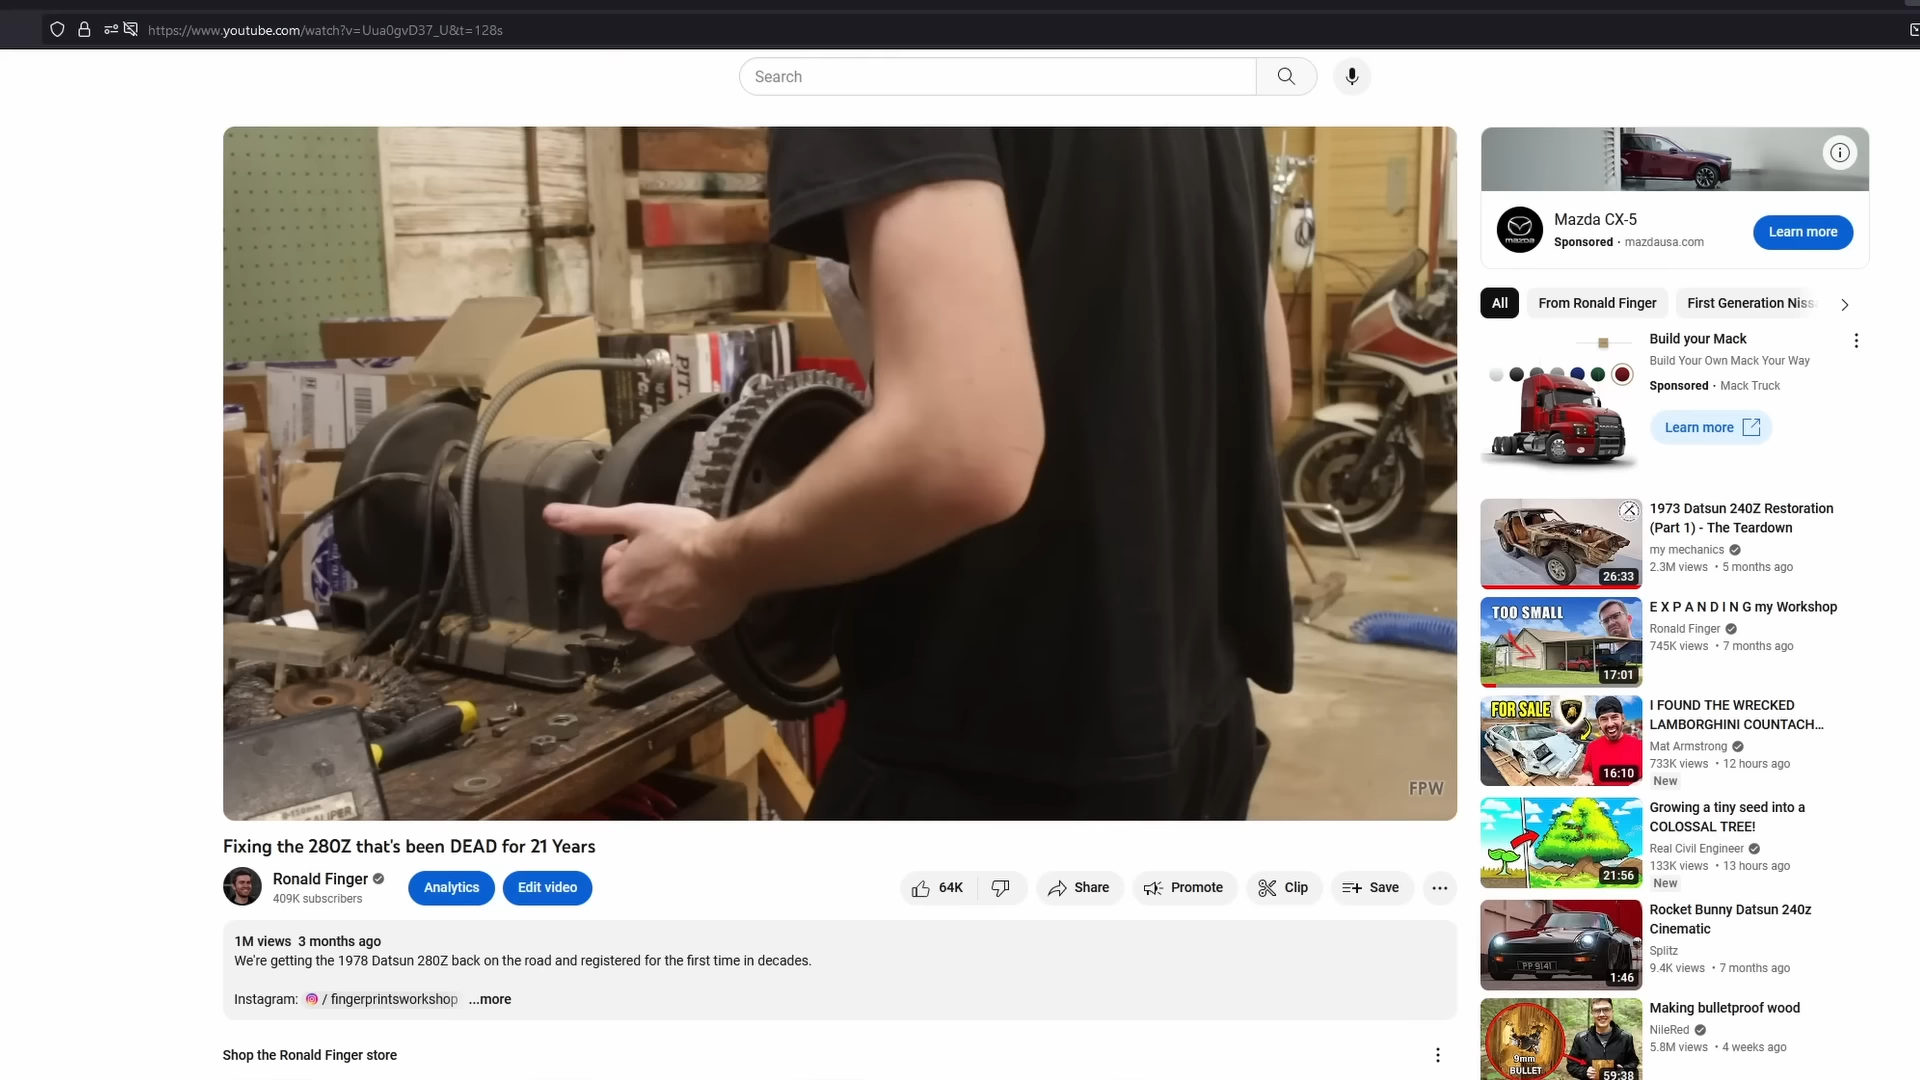 https://www.youtube.com/watch?v=Uua0gvD37_U&t=128s
Search
FPW
Fixing the 280Z that's been DEAD for 21 Years
Ronald Finger
409K subscribers
Analytics
Edit video
64K
Share
Promote
Clip
Save
1M views 3 months ago
We're getting the 1978 Datsun 280Z back on the road and registered for the first time in decades.
Instagram: / fingerprintsworkshop ...more
Shop the Ronald Finger store
Mazda CX-5
Sponsored · mazdausa.com
Learn more
All
From Ronald Finger
First Generation Niss
Build your Mack
Build Your Own Mack Your Way
Sponsored · Mack Truck
Learn more
26:33
1973 Datsun 240Z Restoration
(Part 1) - The Teardown
my mechanics
2.3M views • 5 months ago
TOO SMALL
17:01
E X P A N D I N G my Workshop
Ronald Finger
745K views • 7 months ago
FOR SALE
16:10
I FOUND THE WRECKED
LAMBORGHINI COUNTACH...
Mat Armstrong
733K views • 12 hours ago
New
21:56
Growing a tiny seed into a
COLOSSAL TREE!
Real Civil Engineer
133K views • 13 hours ago
New
PP 9141
1:46
Rocket Bunny Datsun 240z
Cinematic
Splitz
9.4K views • 7 months ago
9mm
BULLET
59:38
Making bulletproof wood
NileRed
5.8M views • 4 weeks ago